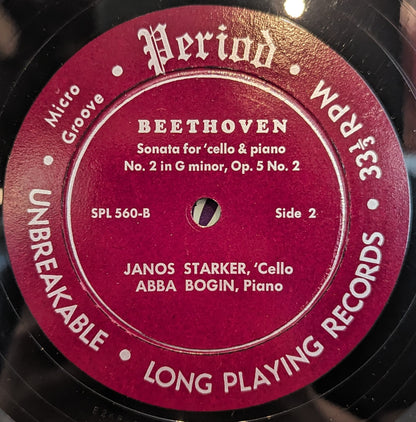 Period
Micro
Groove
33⅓ RPM
UNBREAKABLE • LONG PLAYING RECORDS
BEETHOVEN
Sonata for 'cello & piano
No. 2 in G minor, Op. 5 No. 2
SPL 560-B
Side 2
JANOS STARKER, 'Cello
ABBA BOGIN, Piano